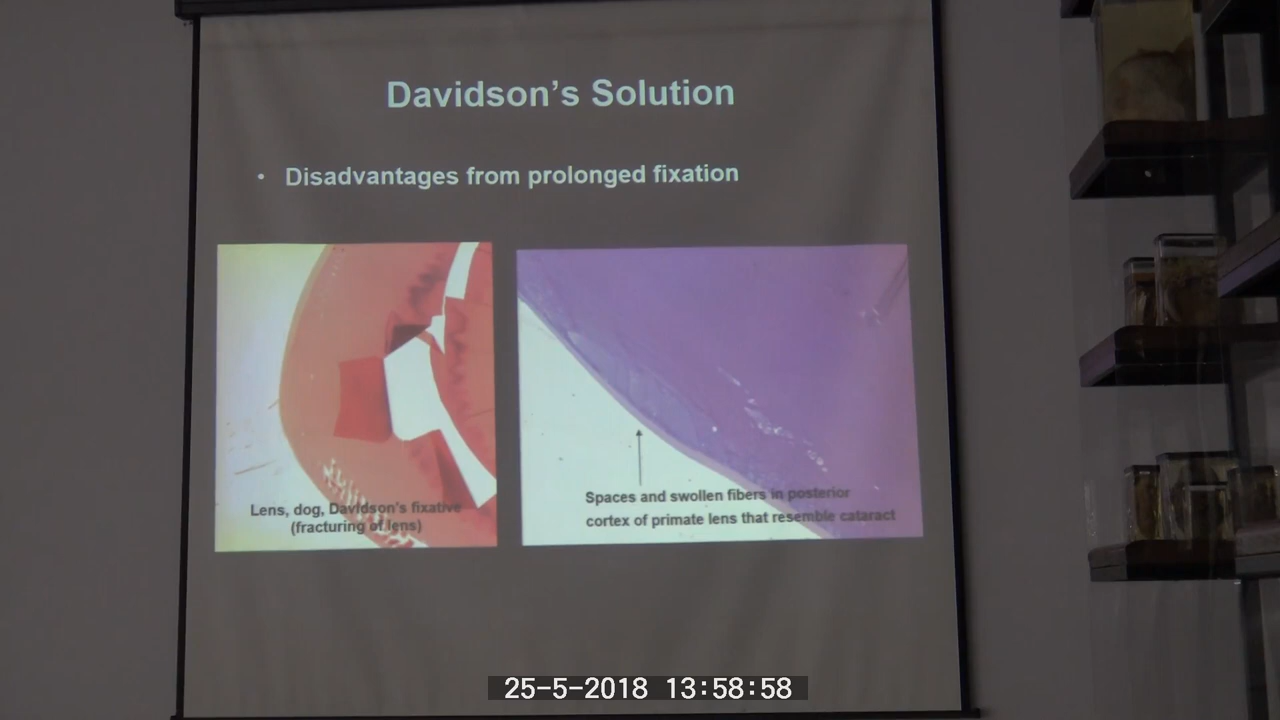 Davidson's Solution
• Disadvantages from prolonged fixation
Lens, dog, Davidson's fixative
(fracturing of lens)
Spaces and swollen fibers in posterior
cortex of primate lens that resemble cataract
25-5-2018 13:58:58